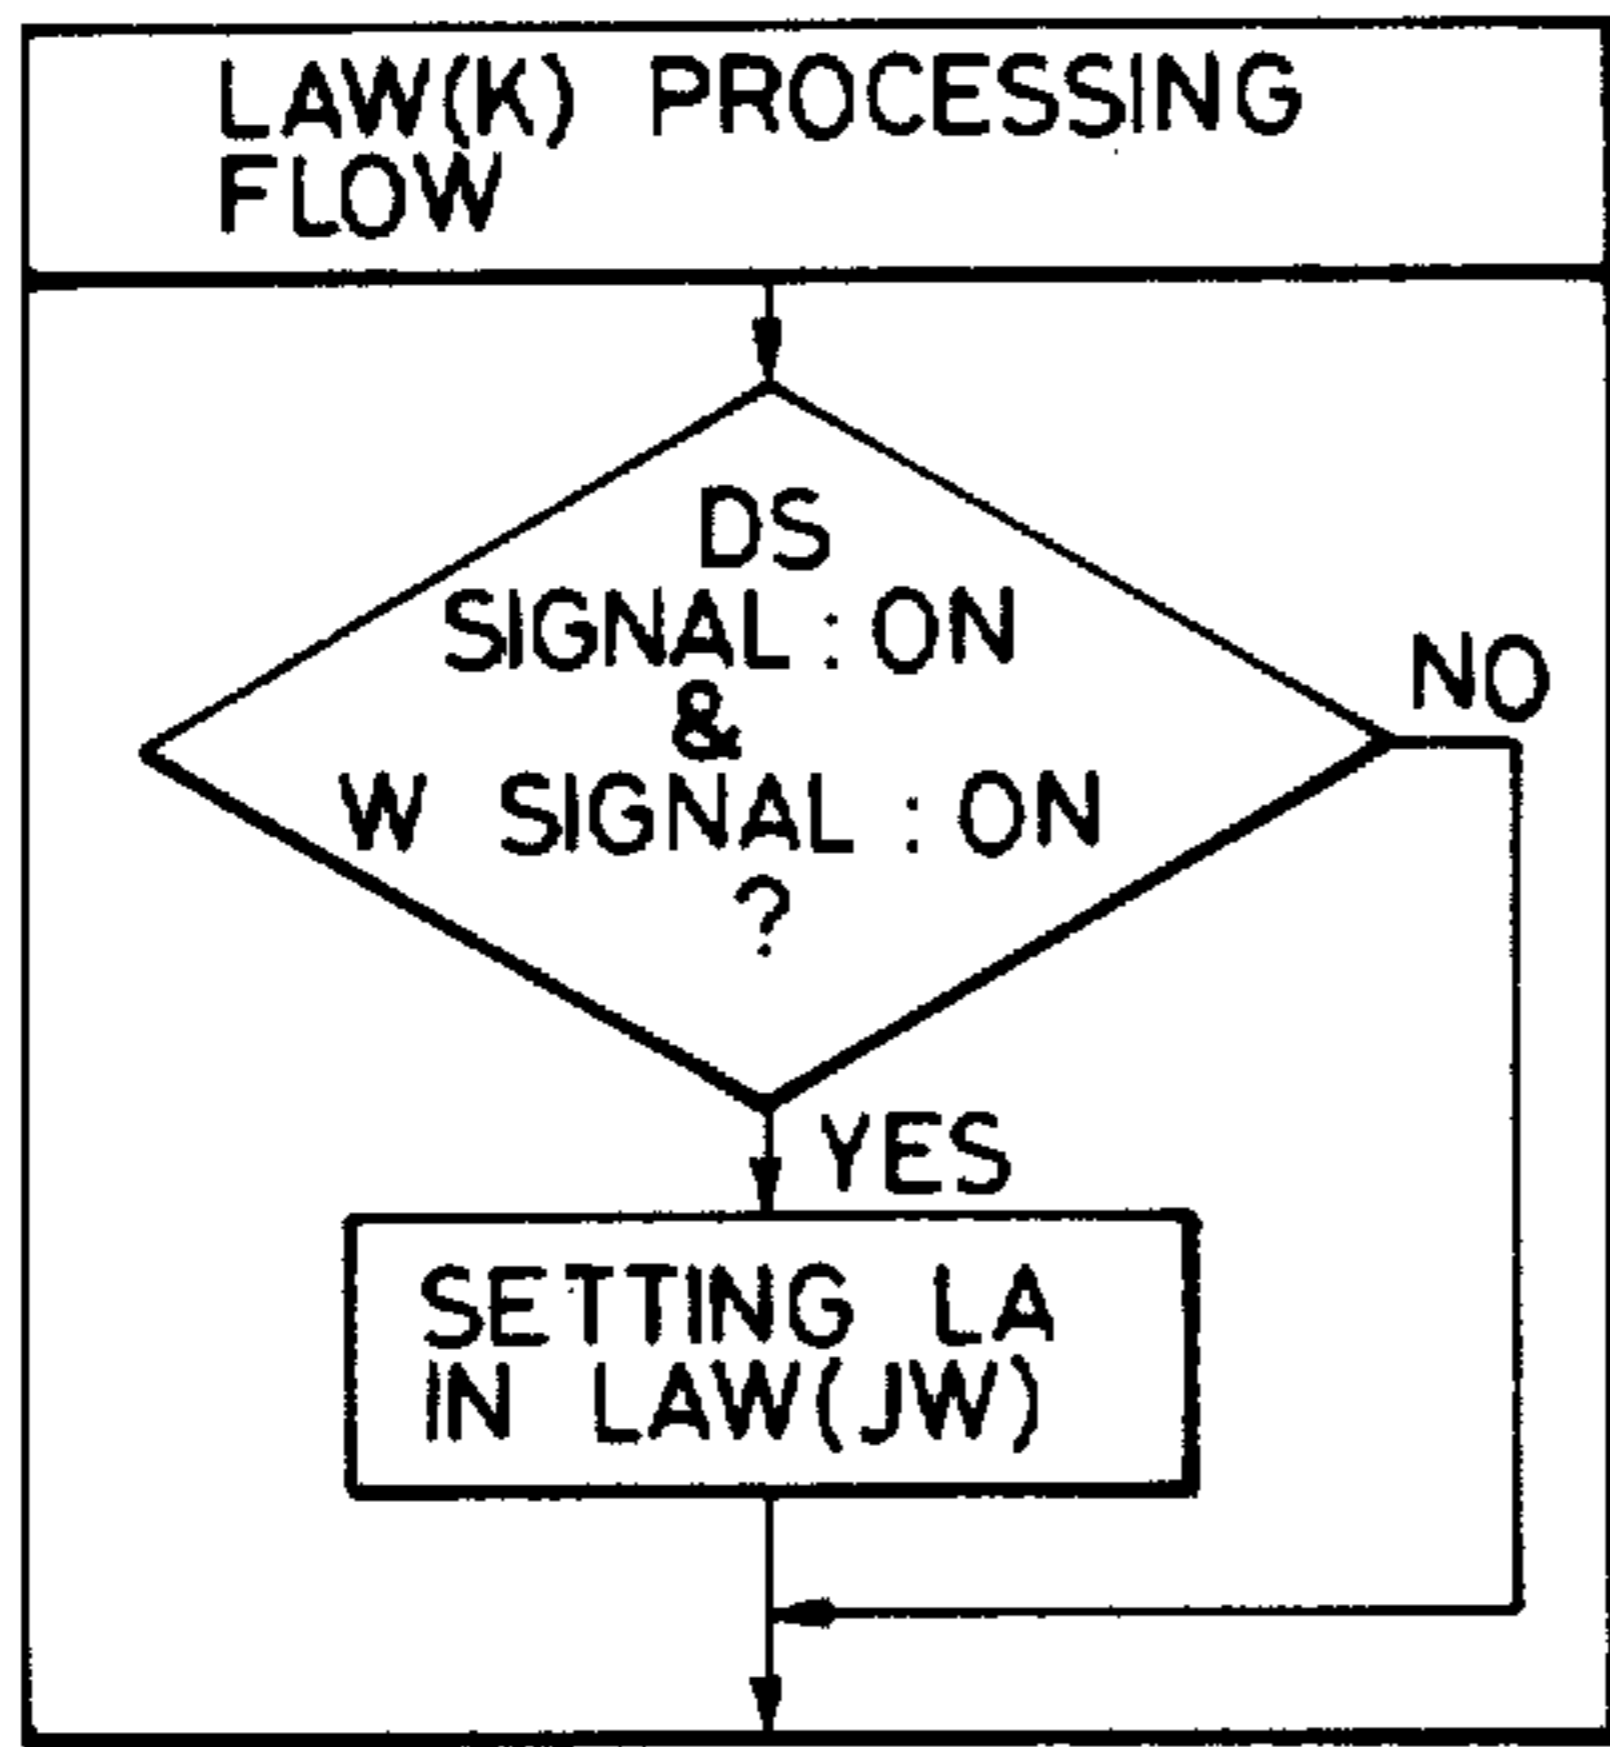 LAW(K) PROCESSING
FLOW
DS
SIGNAL : ON
&
W SIGNAL : ON
?
NO
YES
SETTING LA
IN LAW(JW)